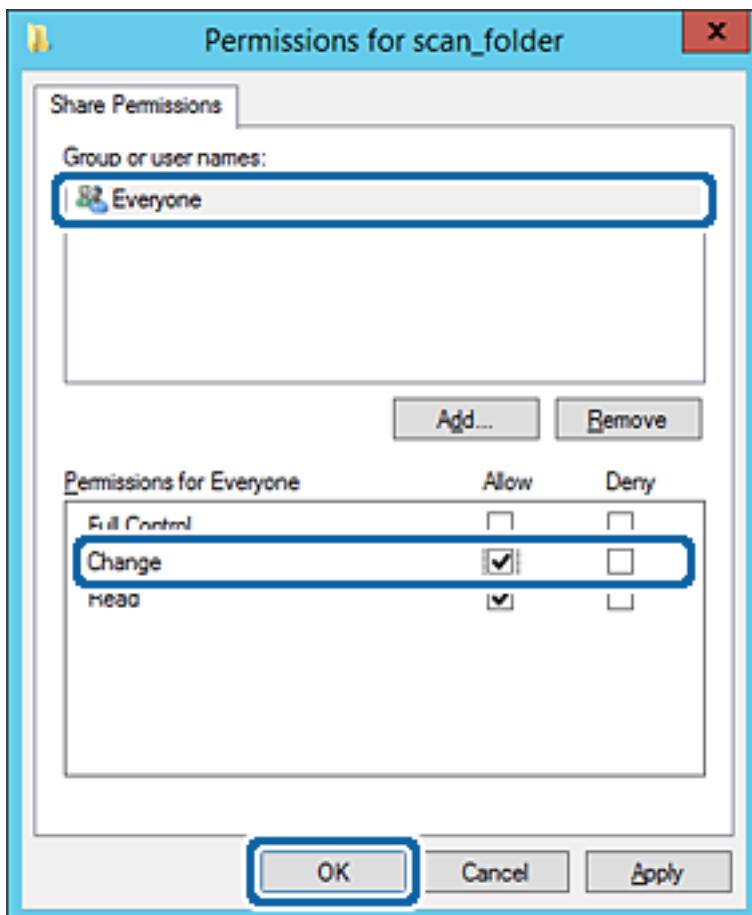 Permissions for scan_folder
x
Share Permissions
Group or user names:
Everyone
Add...
Remove
Permissions for Everyone Allow Deny
Full Control
Change
Read
OK
Cancel
Apply